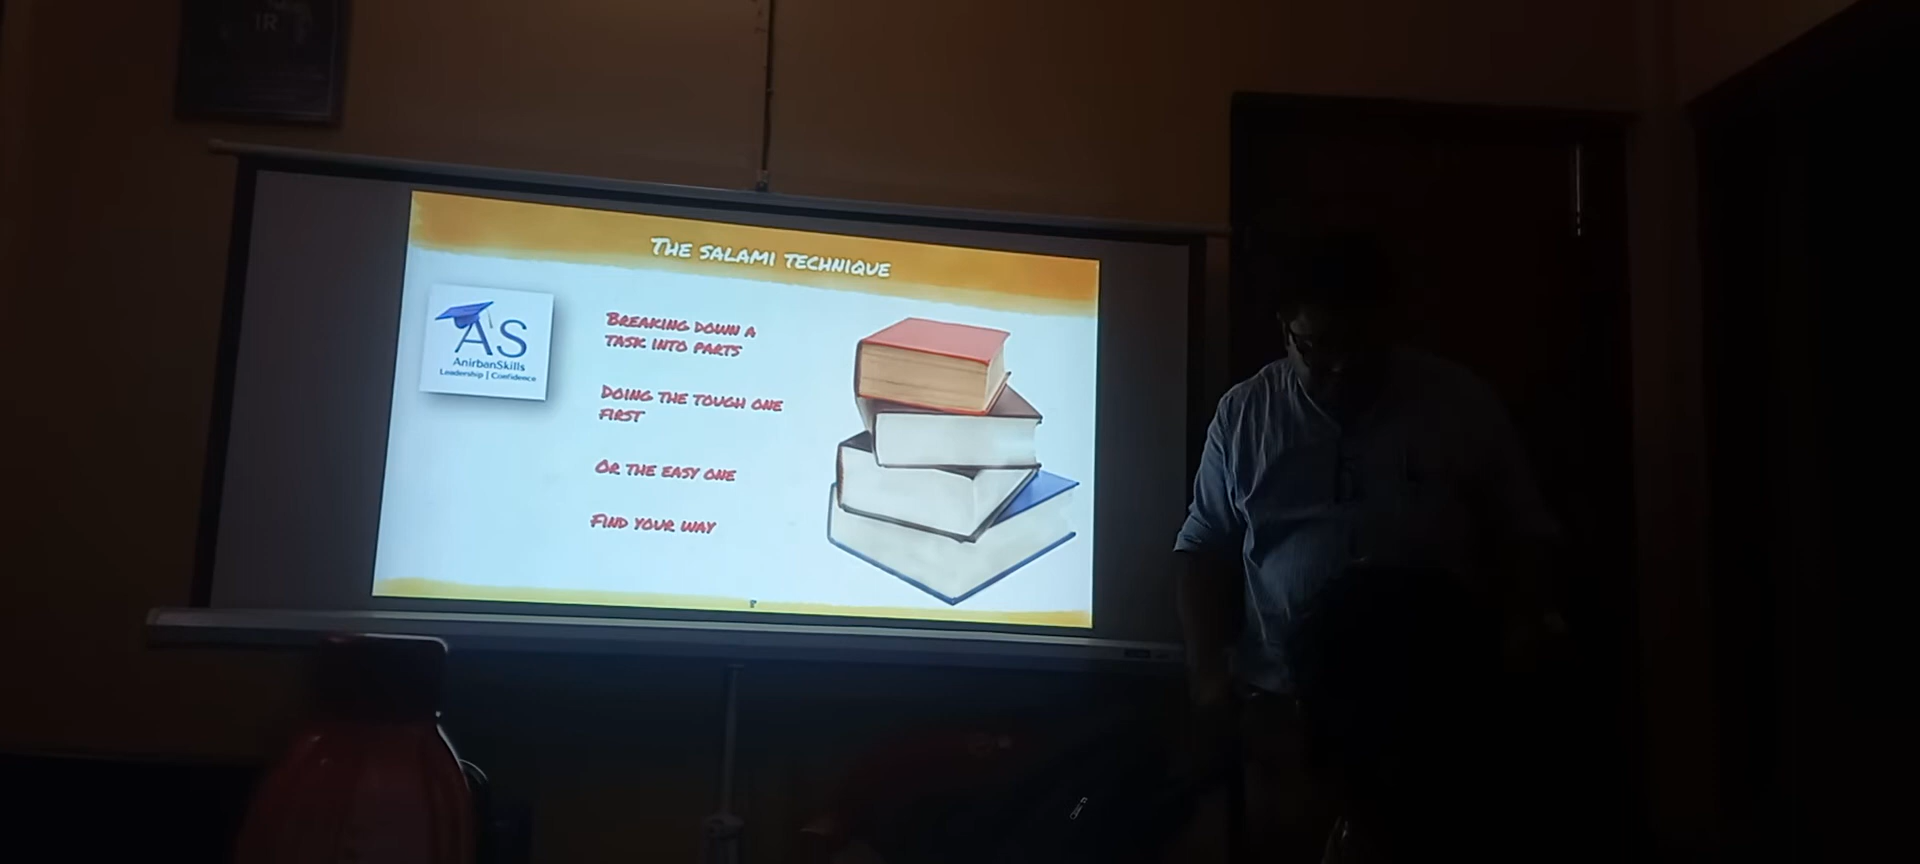 IR
THE SALAMI TECHNIQUE
AS
AnirbanSkills
Leadership | Confidence
BREAKING DOWN A
TASK INTO PARTS
DOING THE TOUGH ONE
FIRST
OR THE EASY ONE
FIND YOUR WAY